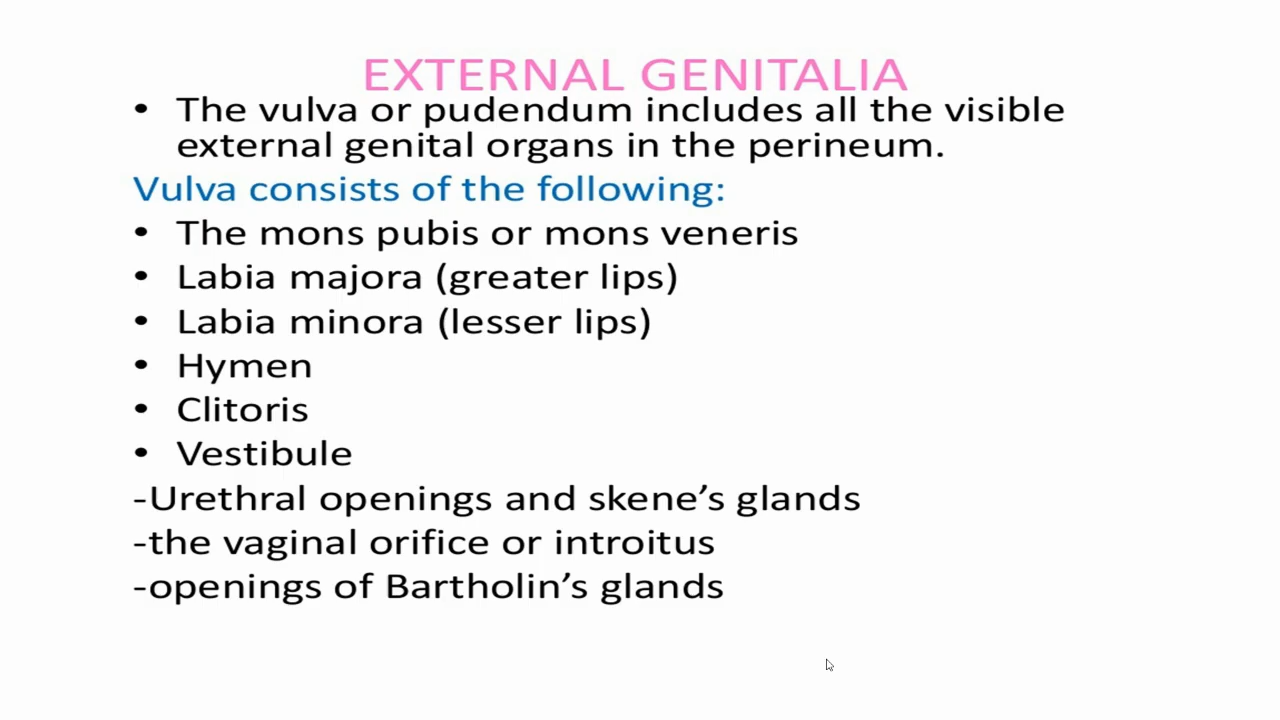 EXTERNAL GENITALIA
• The vulva or pudendum includes all the visible
external genital organs in the perineum.
Vulva consists of the following:
• The mons pubis or mons veneris
• Labia majora (greater lips)
• Labia minora (lesser lips)
• Hymen
• Clitoris
• Vestibule
-Urethral openings and skene’s glands
-the vaginal orifice or introitus
-openings of Bartholin’s glands